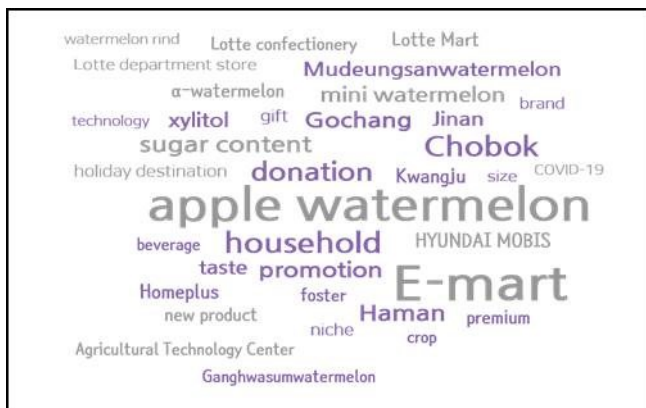 watermelon rind Lotte confectionery Lotte Mart
Lotte department store Mudeungsanwatermelon
α-watermelon mini watermelon brand
technology xylitol gift Gochang Jinan
sugar content Chobok
holiday destination donation Kwangju size COVID-19
apple watermelon
beverage household HYUNDAI MOBIS
taste promotion E-mart
Homeplus foster
new product Haman premium
niche crop
Agricultural Technology Center
Ganghwasumwatermelon